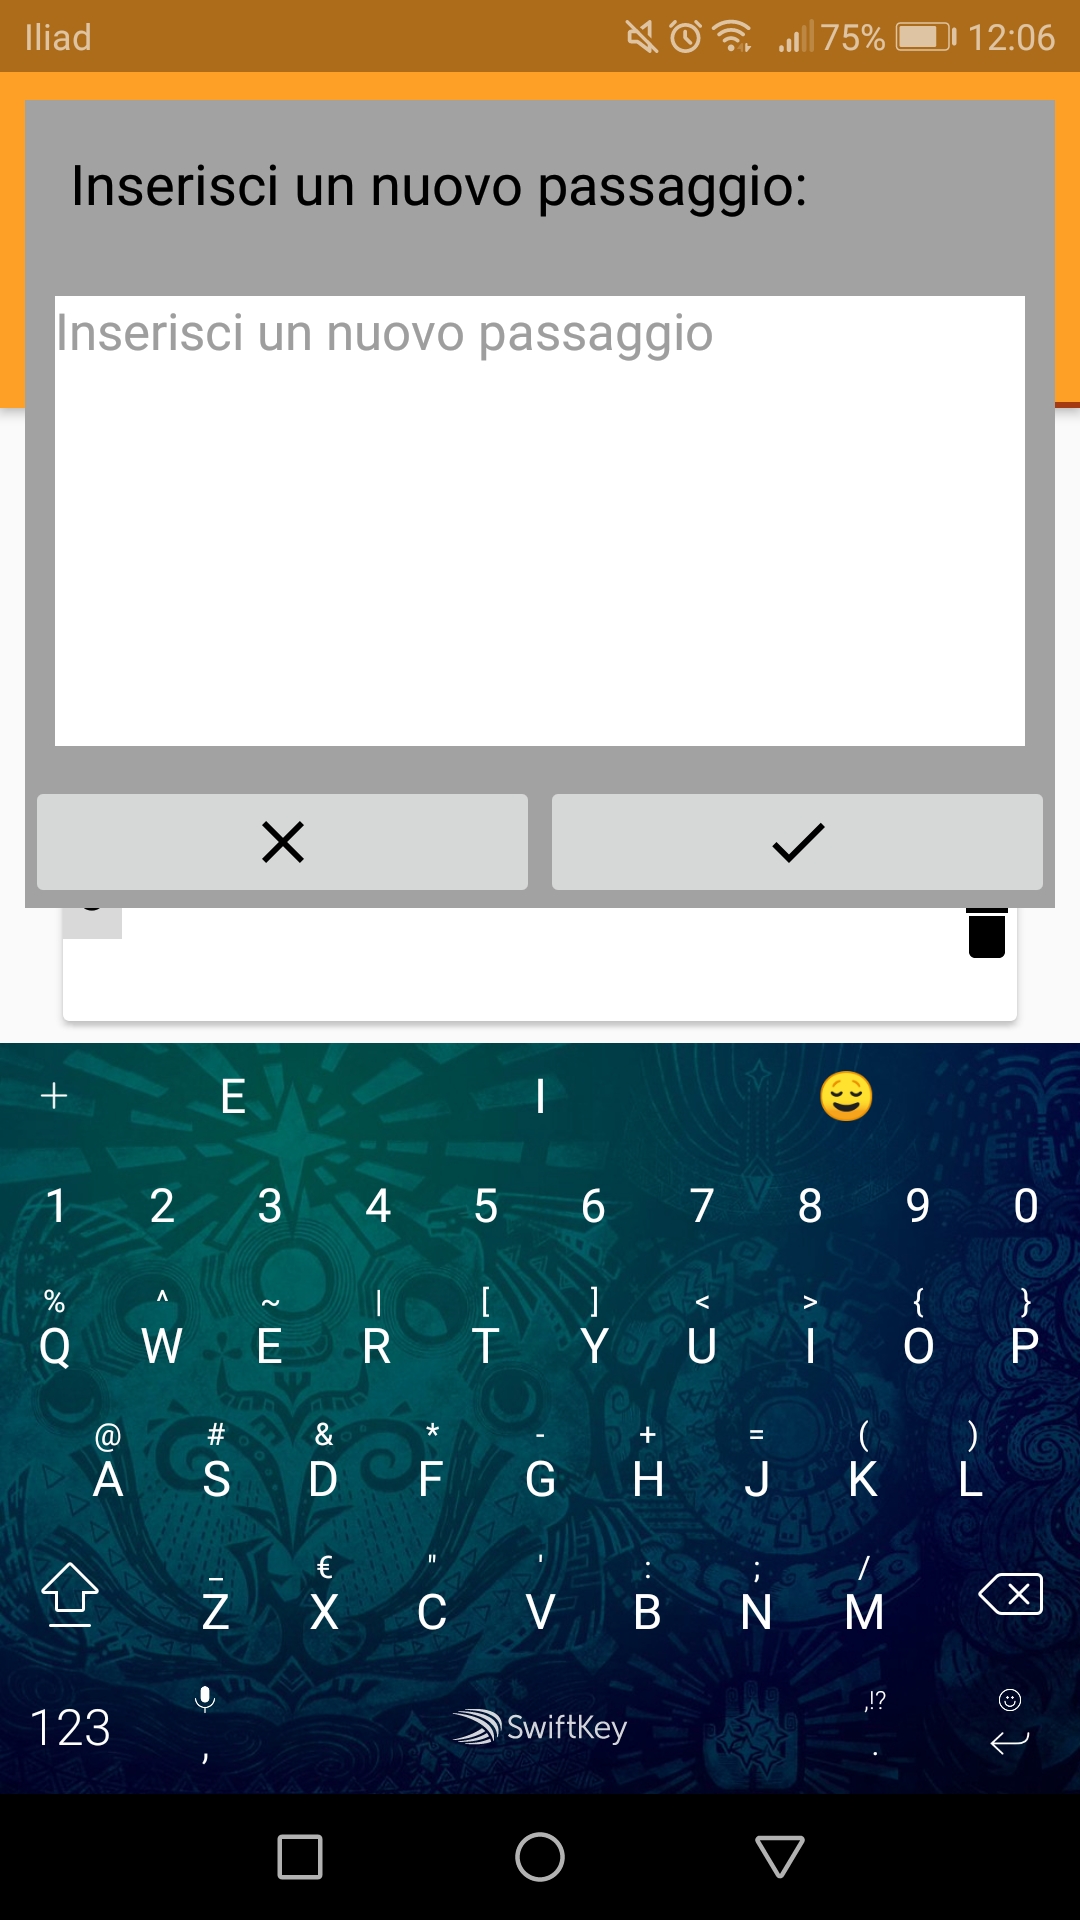 Iliad 75% 12:06
Inserisci un nuovo passaggio:
Inserisci un nuovo passaggio
E I
1 2 3 4 5 6 7 8 9 0
% ^ ~ | [ ] < > { }
Q W E R T Y U I O P
@ # & * - + = ( )
A S D F G H J K L
_ € " ' : ; /
Z X C V B N M
,!?
123 , SwiftKey .